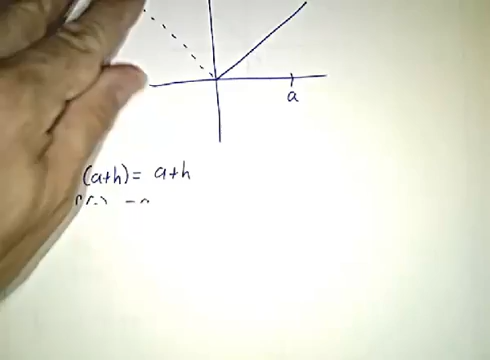 a
(a+h) = a+h